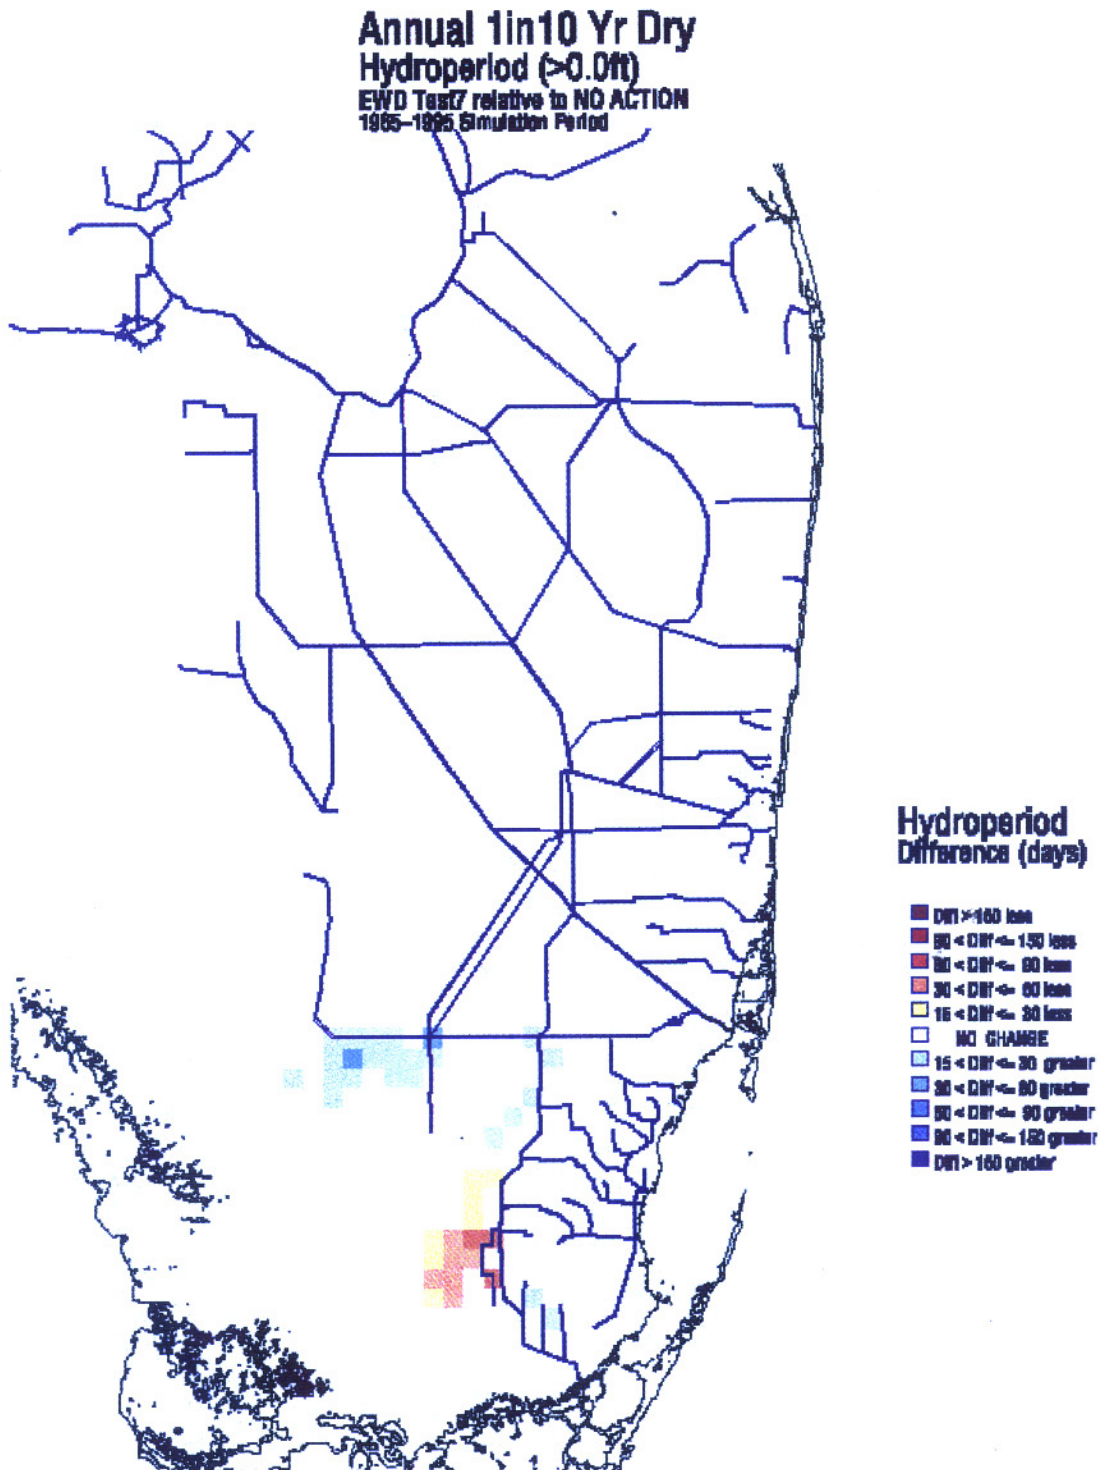 Annual 1in10 Yr Dry
Hydroperiod (>0.0ft)
EWD Test7 relative to NO ACTION
1965–1995 Simulation Period
Hydroperiod
Difference (days)
Diff > 150 less
90 < Diff <= 150 less
60 < Diff <= 90 less
30 < Diff <= 60 less
15 < Diff <= 30 less
NO CHANGE
15 < Diff <= 30 greater
30 < Diff <= 60 greater
60 < Diff <= 90 greater
90 < Diff <= 150 greater
Diff > 150 greater